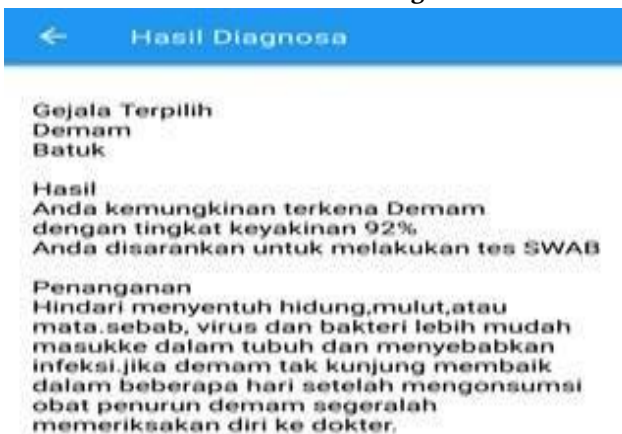 Hasil Diagnosa
Gejala Terpilih
Demam
Batuk
Hasil
Anda kemungkinan terkena Demam
dengan tingkat keyakinan 92%
Anda disarankan untuk melakukan tes SWAB
Penanganan
Hindari menyentuh hidung,mulut,atau
mata.sebab, virus dan bakteri lebih mudah
masukke dalam tubuh dan menyebabkan
infeksi.jika demam tak kunjung membaik
dalam beberapa hari setelah mengonsumsi
obat penurun demam segeralah
memeriksakan diri ke dokter.